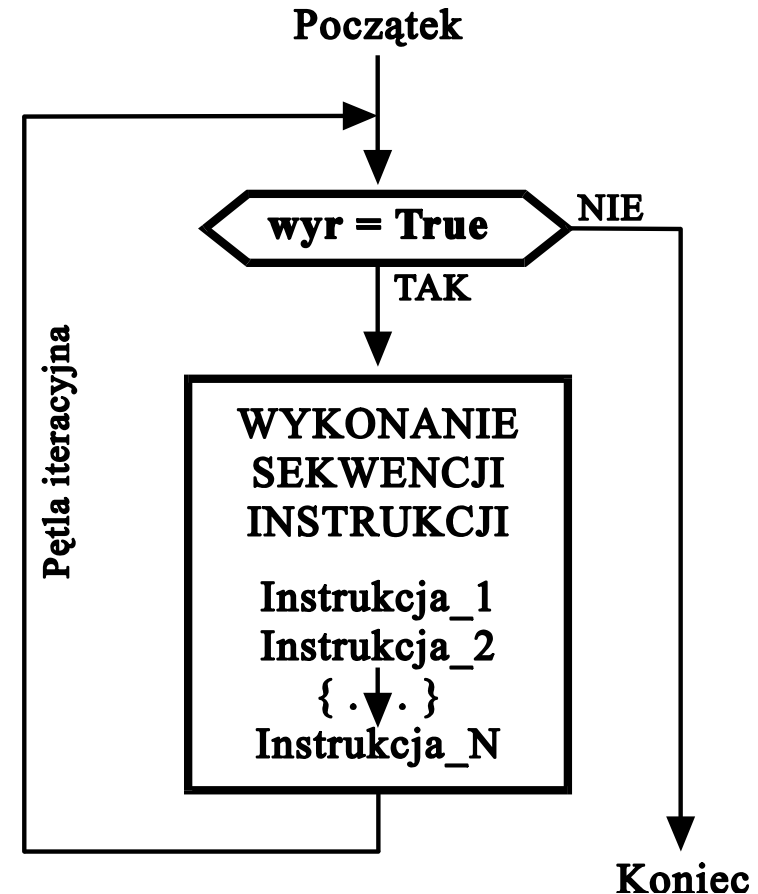 Początek
wyr = True
NIE
TAK
Pętla iteracyjna
WYKONANIE
SEKWENCJI
INSTRUKCJI
Instrukcja_1
Instrukcja_2
{ . . }
Instrukcja_N
Koniec